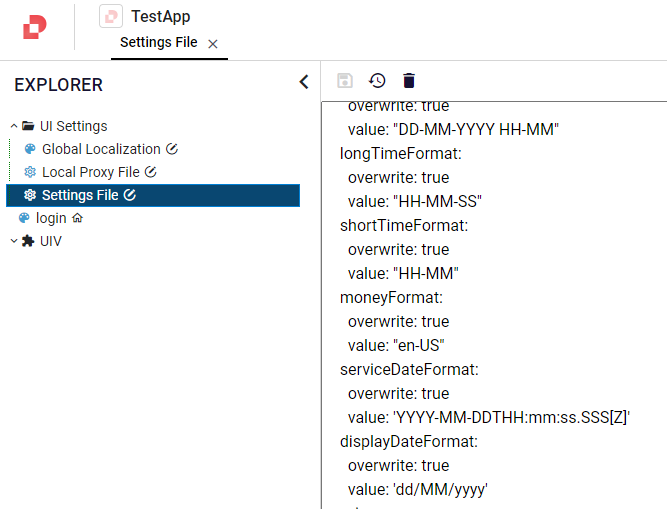 TestApp
Settings File
EXPLORER
UI Settings
Global Localization
Local Proxy File
Settings File
login
UIV
overwrite: true
value: "DD-MM-YYYY HH-MM"
longTimeFormat:
overwrite: true
value: "HH-MM-SS"
shortTimeFormat:
overwrite: true
value: "HH-MM"
moneyFormat:
overwrite: true
value: "en-US"
serviceDateFormat:
overwrite: true
value: 'YYYY-MM-DDTHH:mm:ss.SSS[Z]'
displayDateFormat:
overwrite: true
value: 'dd/MM/yyyy'